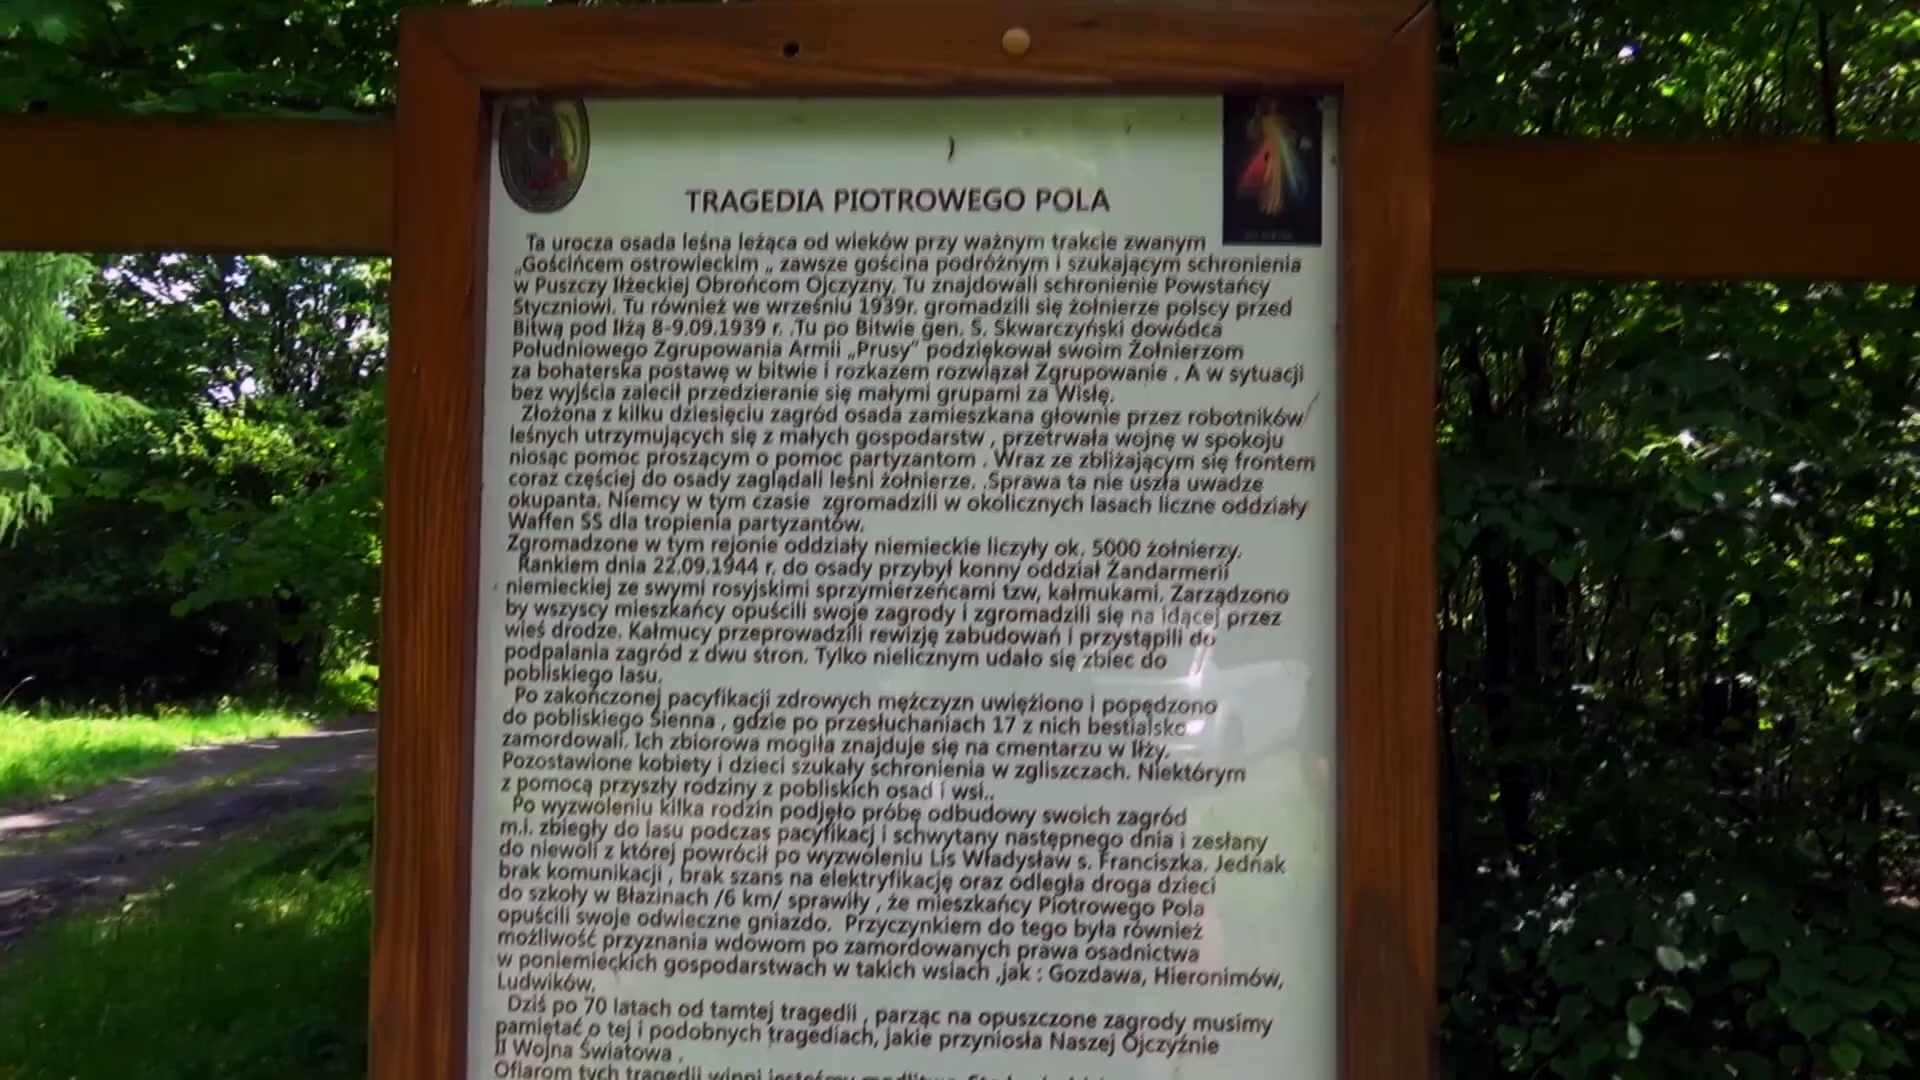 TRAGEDIA PIOTROWEGO POLA
Ta urocza osada leśna leżąca od wieków przy ważnym trakcie zwanym
„Gościńcem ostrowieckim „ zawsze gościna podróżnym i szukającym schronienia
w Puszczy Iłżeckiej Obrońcom Ojczyzny. Tu znajdowali schronienie Powstańcy
Styczniowi. Tu również we wrześniu 1939r. gromadzili się żołnierze polscy przed
Bitwą pod Iłżą 8-9.09.1939 r. .Tu po Bitwie gen. S. Skwarczyński dowódca
Południowego Zgrupowania Armii „Prusy” podziękował swoim Żołnierzom
za bohaterska postawę w bitwie i rozkazem rozwiązał Zgrupowanie . A w sytuacji
bez wyjścia zalecił przedzieranie się małymi grupami za Wisłę.
Złożona z kilku dziesięciu zagród osada zamieszkana głownie przez robotników
leśnych utrzymujących się z małych gospodarstw , przetrwała wojnę w spokoju
niosąc pomoc proszącym o pomoc partyzantom . Wraz ze zbliżającym się frontem
coraz częściej do osady zaglądali leśni żołnierze. .Sprawa ta nie uszła uwadze
okupanta. Niemcy w tym czasie zgromadzili w okolicznych lasach liczne oddziały
Waffen SS dla tropienia partyzantów.
Zgromadzone w tym rejonie oddziały niemieckie liczyły ok. 5000 żołnierzy.
Rankiem dnia 22.09.1944 r. do osady przybył konny oddział Żandarmerii
niemieckiej ze swymi rosyjskimi sprzymierzeńcami tzw, kałmukami. Zarządzono
by wszyscy mieszkańcy opuścili swoje zagrody i zgromadzili się na idącej przez
wieś drodze. Kałmucy przeprowadzili rewizję zabudowań i przystąpili do
podpalania zagród z dwu stron. Tylko nielicznym udało się zbiec do
pobliskiego lasu.
Po zakończonej pacyfikacji zdrowych mężczyzn uwięziono i popędzono
do pobliskiego Sienna , gdzie po przesłuchaniach 17 z nich bestialsko
zamordowali. Ich zbiorowa mogiła znajduje się na cmentarzu w Iłży.
Pozostawione kobiety i dzieci szukały schronienia w zgliszczach. Niektórym
z pomocą przyszły rodziny z pobliskich osad i wsi..
Po wyzwoleniu kilka rodzin podjęło próbę odbudowy swoich zagród
m.i. zbiegły do lasu podczas pacyfikacj i schwytany następnego dnia i zesłany
do niewoli z której powrócił po wyzwoleniu Lis Władysław s. Franciszka. Jednak
brak komunikacji , brak szans na elektryfikację oraz odległa droga dzieci
do szkoły w Błazinach /6 km/ sprawiły , że mieszkańcy Piotrowego Pola
opuścili swoje odwieczne gniazdo. Przyczynkiem do tego była również
możliwość przyznania wdowom po zamordowanych prawa osadnictwa
w poniemieckich gospodarstwach w takich wsiach ,jak : Gozdawa, Hieronimów,
Ludwików.
Dziś po 70 latach od tamtej tragedii , parząc na opuszczone zagrody musimy
pamiętać o tej i podobnych tragediach, jakie przyniosła Naszej Ojczyźnie
II Wojna Światowa .
Ofiarom tych tragedii winni jesteśmy